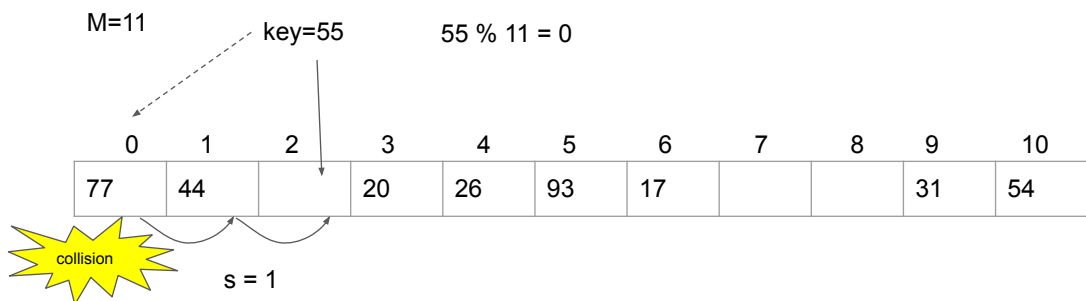 M=11
key=55
55 % 11 = 0
0 1 2 3 4 5 6 7 8 9 10
77 44 20 26 93 17 31 54
collision
s = 1